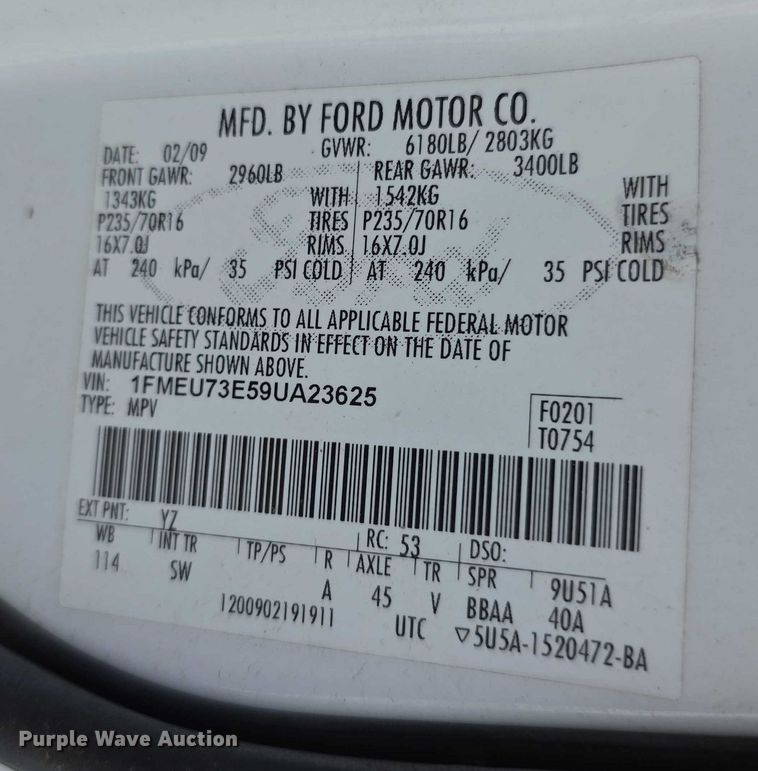 MFD. BY FORD MOTOR CO.
DATE: 02/09 GVWR: 6180LB/ 2803KG
FRONT GAWR: 2960LB REAR GAWR: 3400LB
1343KG WITH 1542KG WITH
P235/70R16 TIRES P235/70R16 TIRES
16X7.0J RIMS 16X7.0J RIMS
AT 240 kPa/ 35 PSI COLD AT 240 kPa/ 35 PSI COLD
THIS VEHICLE CONFORMS TO ALL APPLICABLE FEDERAL MOTOR
VEHICLE SAFETY STANDARDS IN EFFECT ON THE DATE OF
MANUFACTURE SHOWN ABOVE.
VIN: 1FMEU73E59UA23625
TYPE: MPV
F0201
T0754
EXT PNT: YZ RC: 53 DSO:
WB INT TR TP/PS R AXLE TR SPR 9U51A
114 SW A 45 V BBAA 40A
1200902191911 UTC ▽5U5A-1520472-BA
Purple Wave Auction